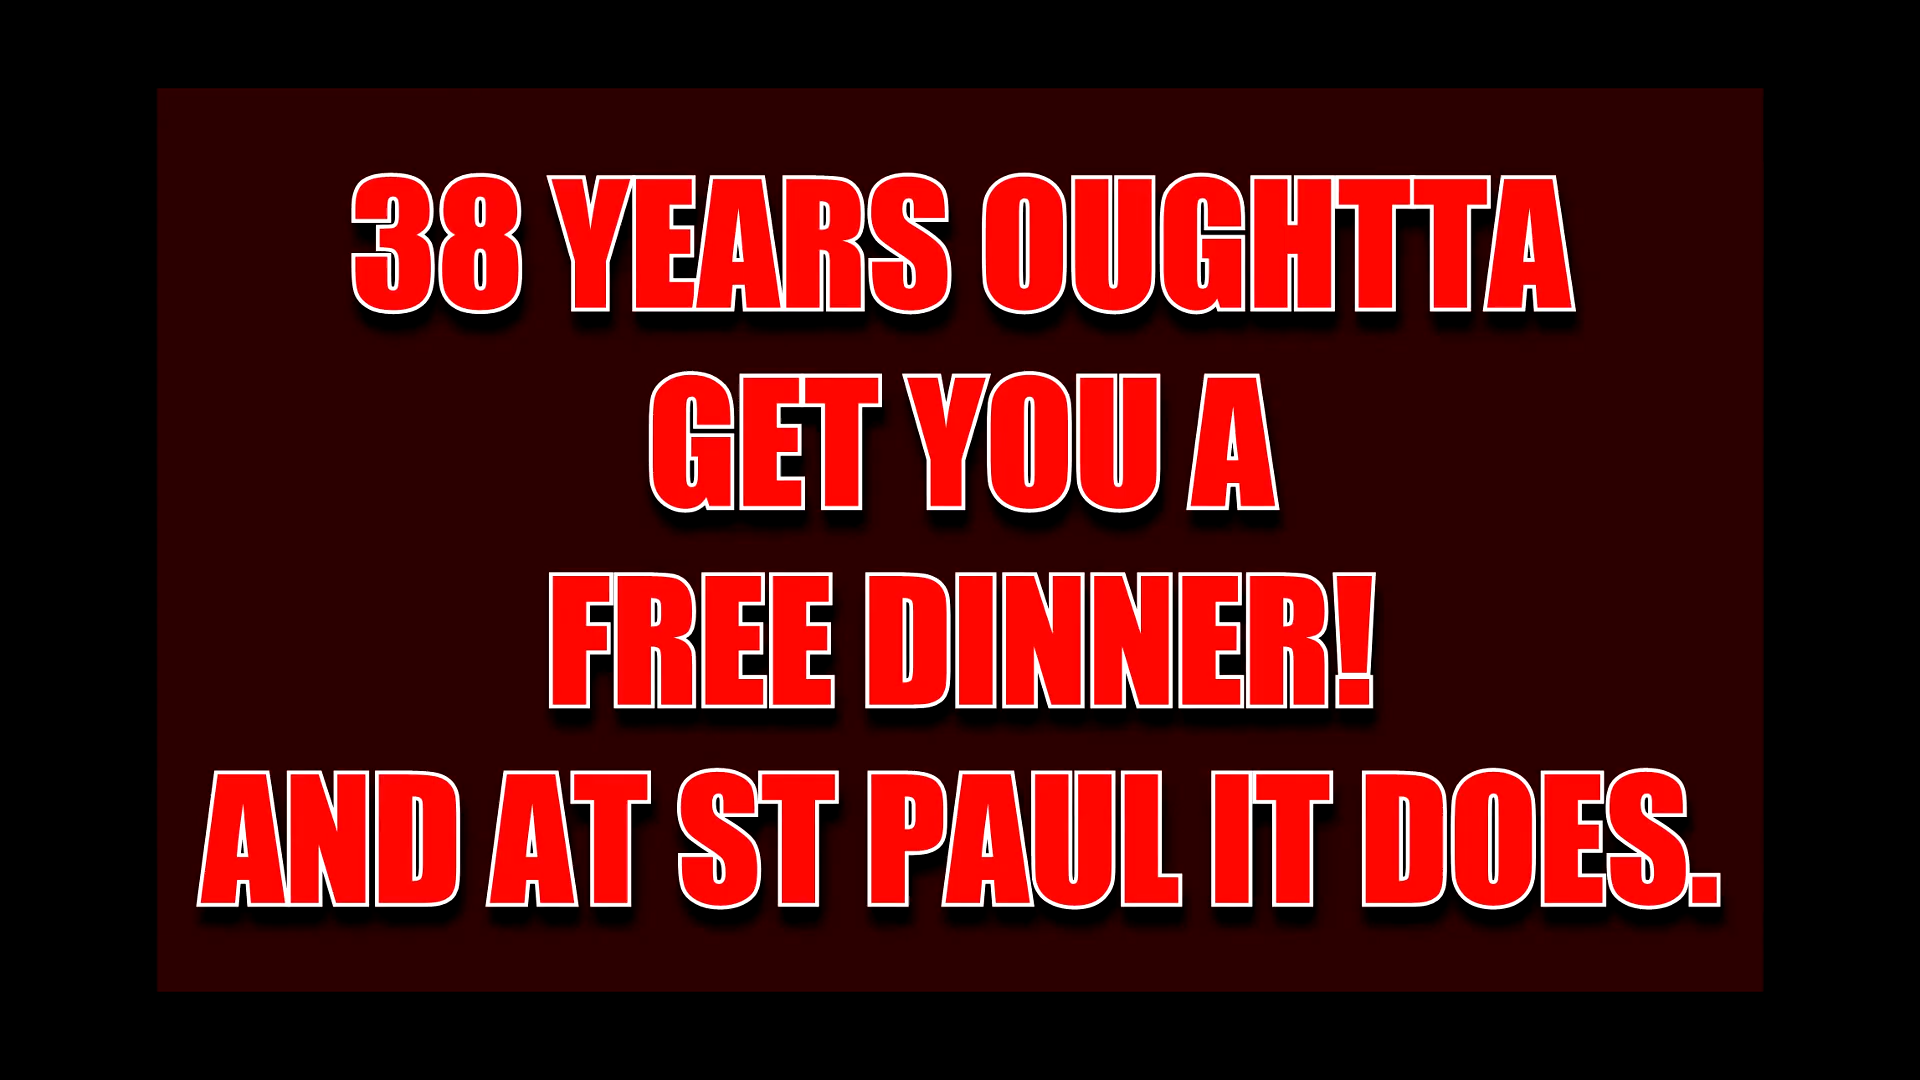 38 YEARS OUGHTTA
GET YOU A
FREE DINNER!
AND AT ST PAUL IT DOES.